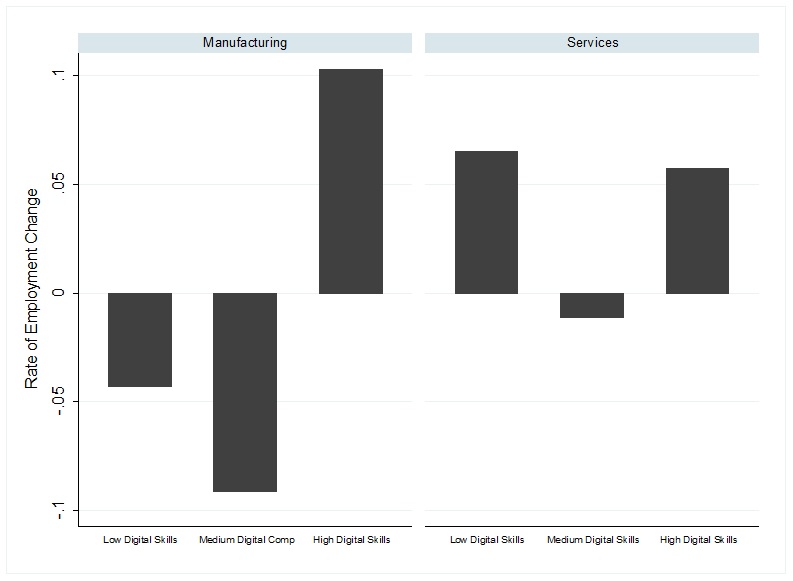 Manufacturing
Services
Rate of Employment Change
.1
.05
0
-.05
-.1
Low Digital Skills
Medium Digital Comp
High Digital Skills
Low Digital Skills
Medium Digital Skills
High Digital Skills